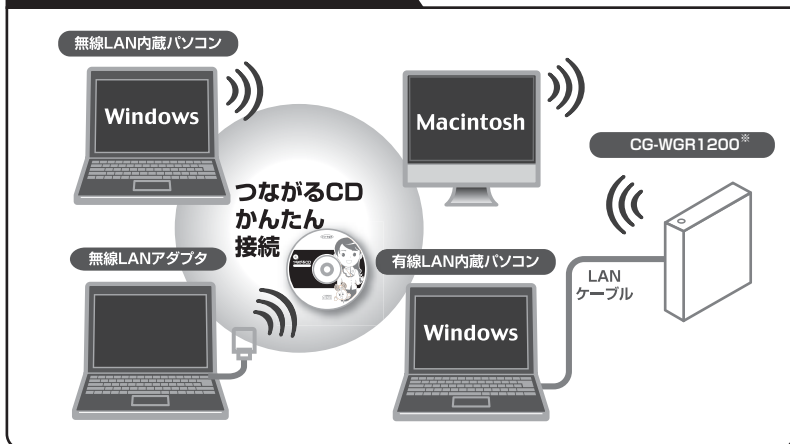 無線LAN内蔵パソコン
Windows
Macintosh
CG-WGR1200※
つながるCD
かんたん
接続
無線LANアダプタ
有線LAN内蔵パソコン
LAN
ケーブル
Windows